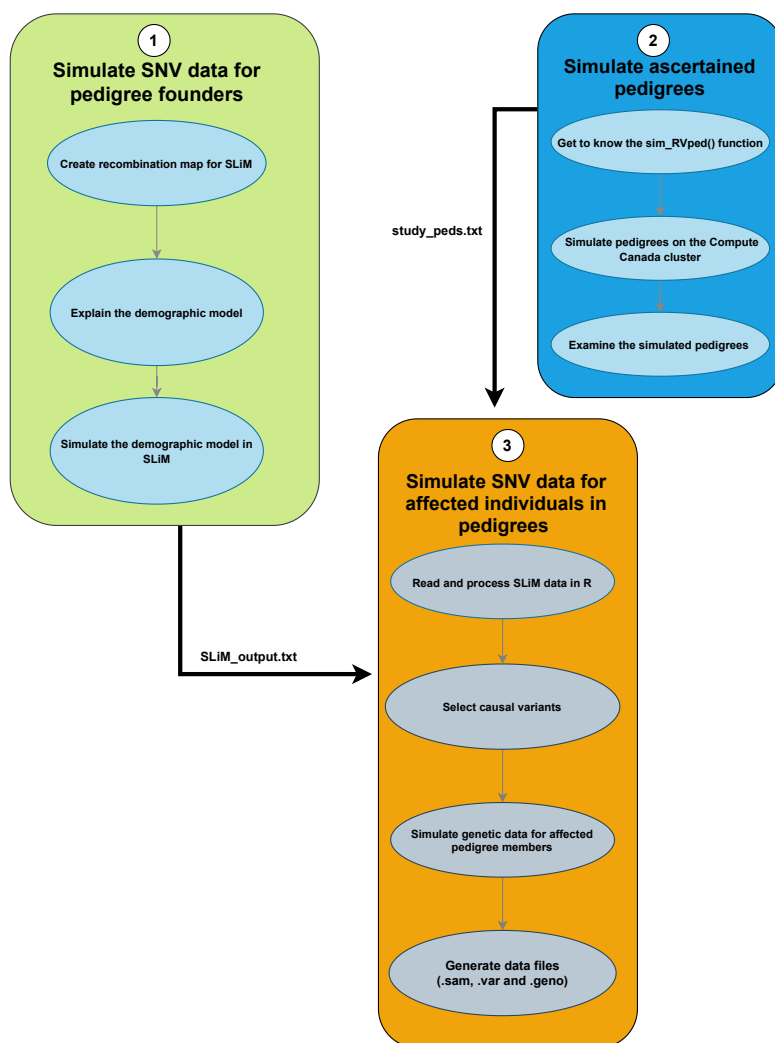 1
Simulate SNV data for
pedigree founders
Create recombination map for SLiM
Explain the demographic model
Simulate the demographic model in
SLiM
2
Simulate ascertained
pedigrees
Get to know the sim_RVped() function
Simulate pedigrees on the Compute
Canada cluster
Examine the simulated pedigrees
study_peds.txt
SLiM_output.txt
3
Simulate SNV data for
affected individuals in
pedigrees
Read and process SLiM data in R
Select causal variants
Simulate genetic data for affected
pedigree members
Generate data files
(.sam, .var and .geno)